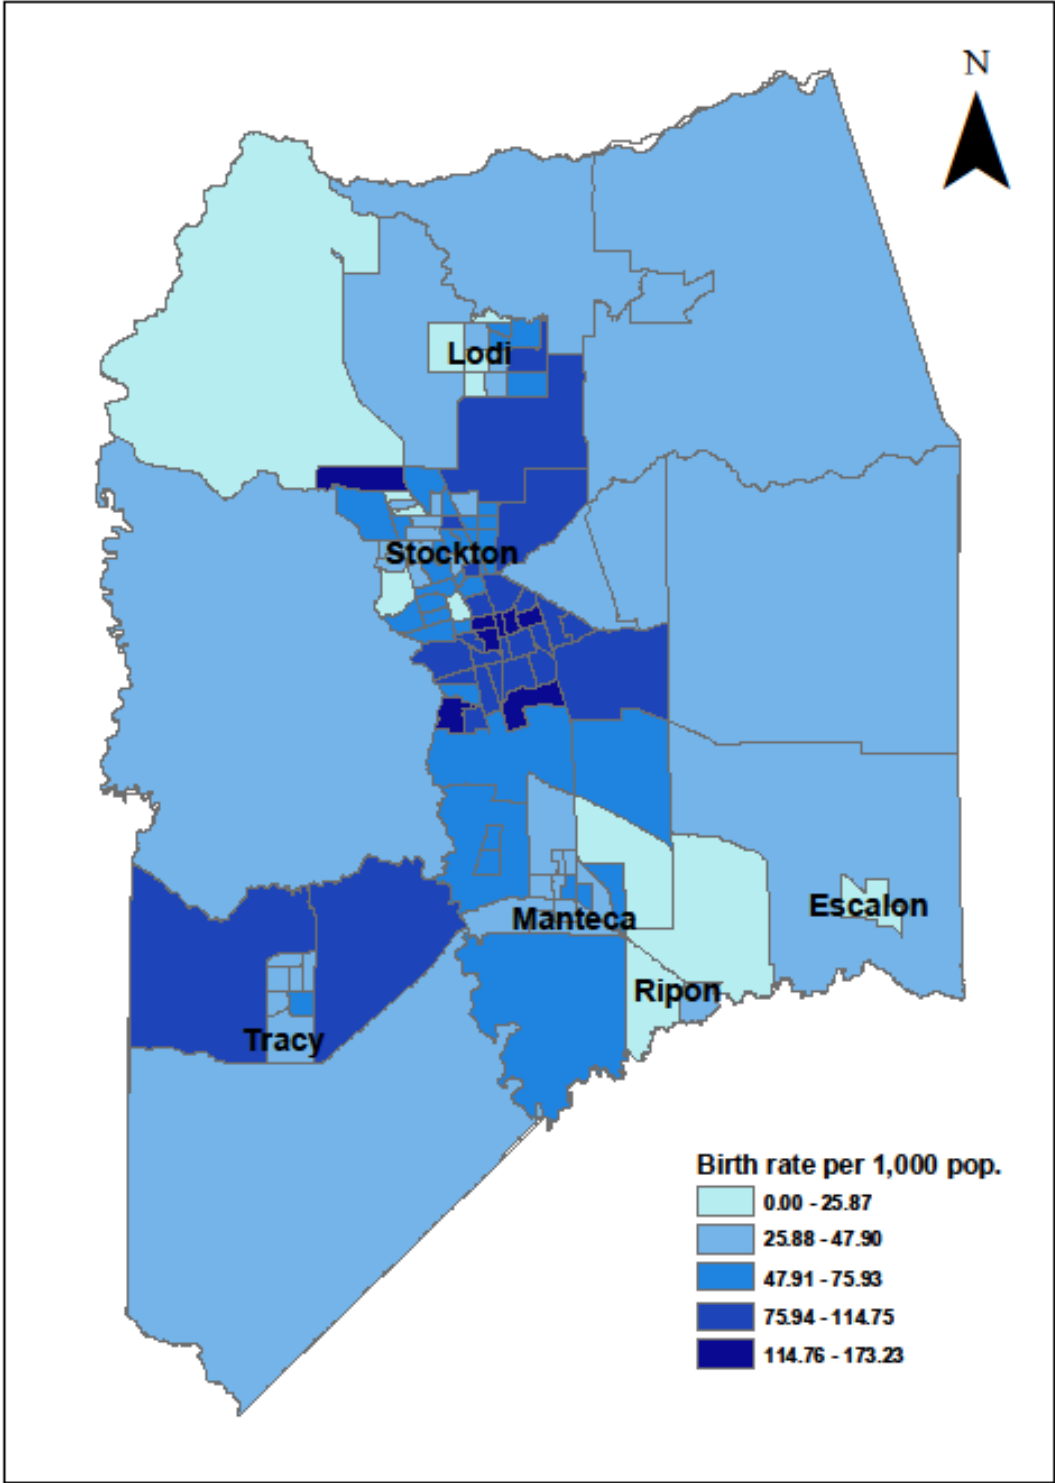 N
Lodi
Stockton
Manteca
Escalon
Ripon
Tracy
Birth rate per 1,000 pop.
0.00 - 25.87
25.88 - 47.90
47.91 - 75.93
75.94 - 114.75
114.76 - 173.23